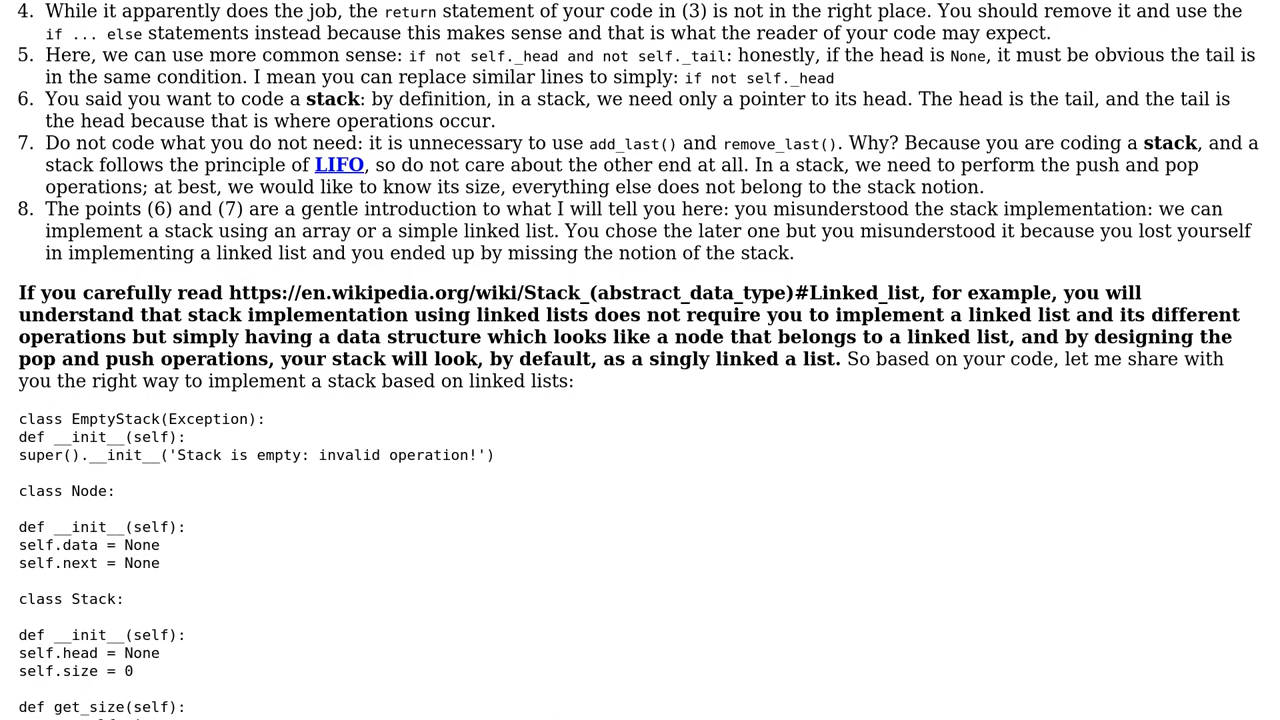 4. While it apparently does the job, the return statement of your code in (3) is not in the right place. You should remove it and use the
if ... else statements instead because this makes sense and that is what the reader of your code may expect.
5. Here, we can use more common sense: if not self._head and not self._tail: honestly, if the head is None, it must be obvious the tail is
in the same condition. I mean you can replace similar lines to simply: if not self._head
6. You said you want to code a stack: by definition, in a stack, we need only a pointer to its head. The head is the tail, and the tail is
the head because that is where operations occur.
7. Do not code what you do not need: it is unnecessary to use add_last() and remove_last(). Why? Because you are coding a stack, and a
stack follows the principle of LIFO, so do not care about the other end at all. In a stack, we need to perform the push and pop
operations; at best, we would like to know its size, everything else does not belong to the stack notion.
8. The points (6) and (7) are a gentle introduction to what I will tell you here: you misunderstood the stack implementation: we can
implement a stack using an array or a simple linked list. You chose the later one but you misunderstood it because you lost yourself
in implementing a linked list and you ended up by missing the notion of the stack.
If you carefully read https://en.wikipedia.org/wiki/Stack_(abstract_data_type)#Linked_list, for example, you will
understand that stack implementation using linked lists does not require you to implement a linked list and its different
operations but simply having a data structure which looks like a node that belongs to a linked list, and by designing the
pop and push operations, your stack will look, by default, as a singly linked a list. So based on your code, let me share with
you the right way to implement a stack based on linked lists:
class EmptyStack(Exception):
def __init__(self):
super().__init__('Stack is empty: invalid operation!')
class Node:
def __init__(self):
self.data = None
self.next = None
class Stack:
def __init__(self):
self.head = None
self.size = 0
def get_size(self):